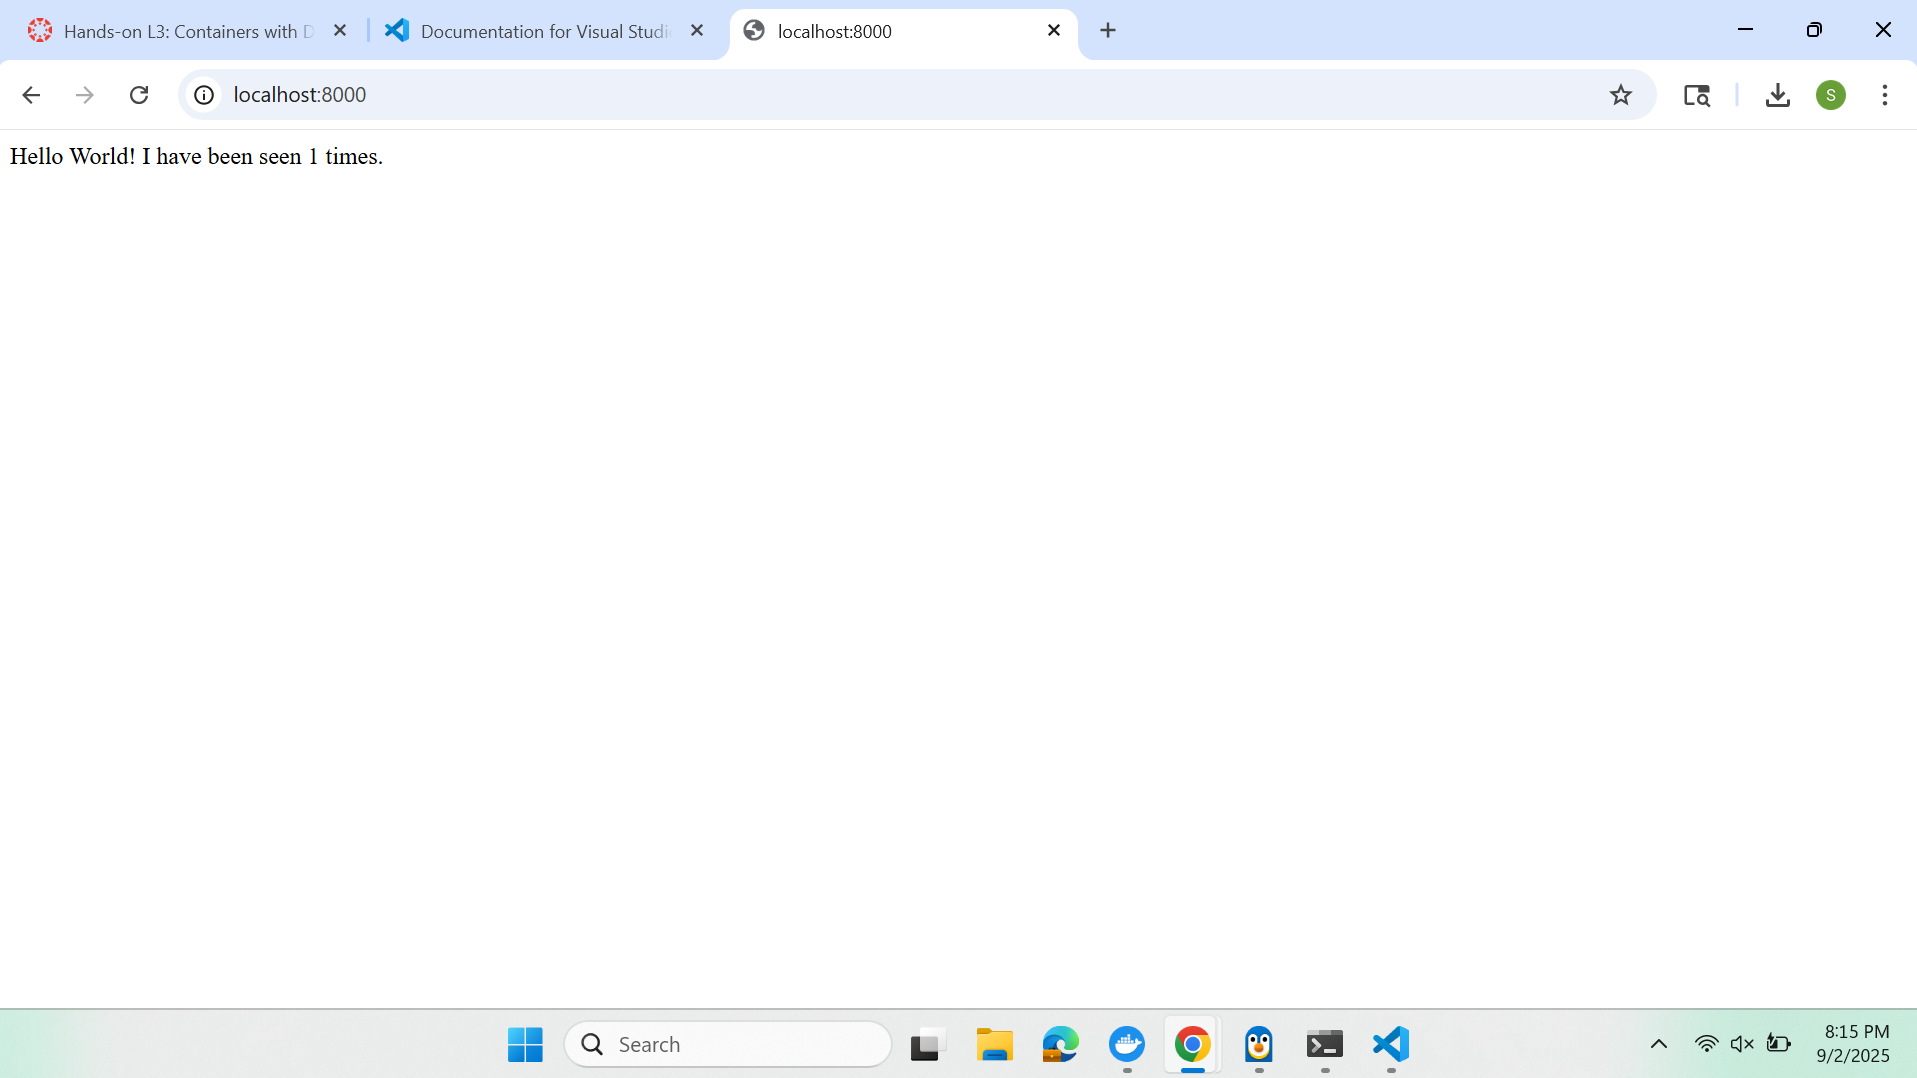 Hands-on L3: Containers with D
Documentation for Visual Studi
localhost:8000
localhost:8000
S
Hello World! I have been seen 1 times.
Search
8:15 PM
9/2/2025